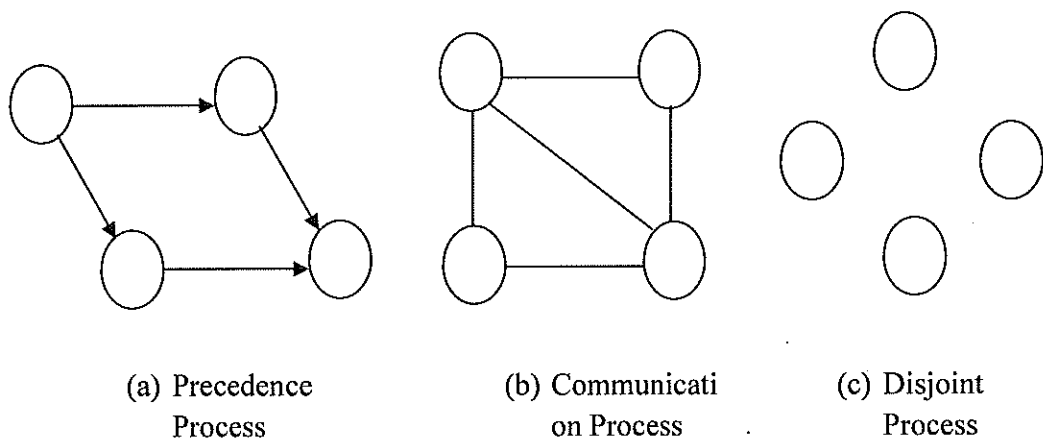 (a) Precedence
Process
(b) Communicati
on Process
(c) Disjoint
Process